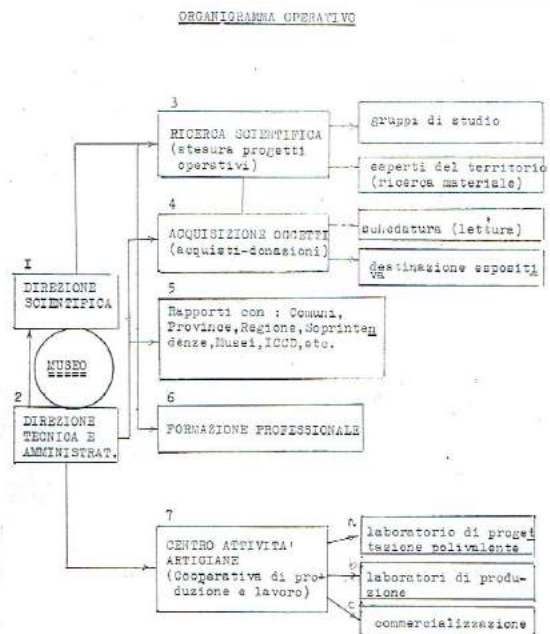 ORGANIGRAMMA OPERATIVO
3
RICERCA SCIENTIFICA
(stesura progetti
operativi)
gruppi di studio
esperti del territorio
(ricerca materiale)
4
ACQUISIZIONE OGGETTI
(acquisti-donazioni)
schedatura (lettura)
destinazione espositi
va
1
DIREZIONE
SCIENTIFICA
MUSEO
2
DIREZIONE
TECNICA E
AMMINISTRAT.
5
Rapporti con : Comuni,
Province,Regione,Soprinten
denze,Musei,ICCD,etc.
6
FORMAZIONE PROFESSIONALE
7
CENTRO ATTIVITA'
ARTIGIANE
(Cooperativa di pro-
duzione e lavoro)
a
laboratorio di proget
tazione polivalente
b
laboratori di produ-
zione
c
commercializzazione